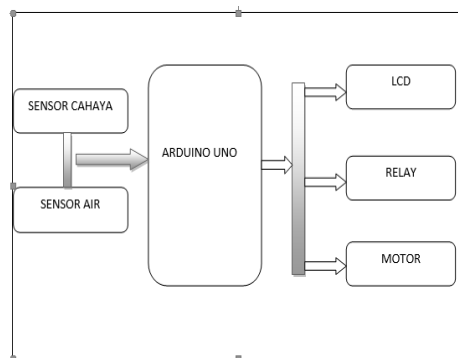 SENSOR CAHAYA
SENSOR AIR
ARDUINO UNO
LCD
RELAY
MOTOR